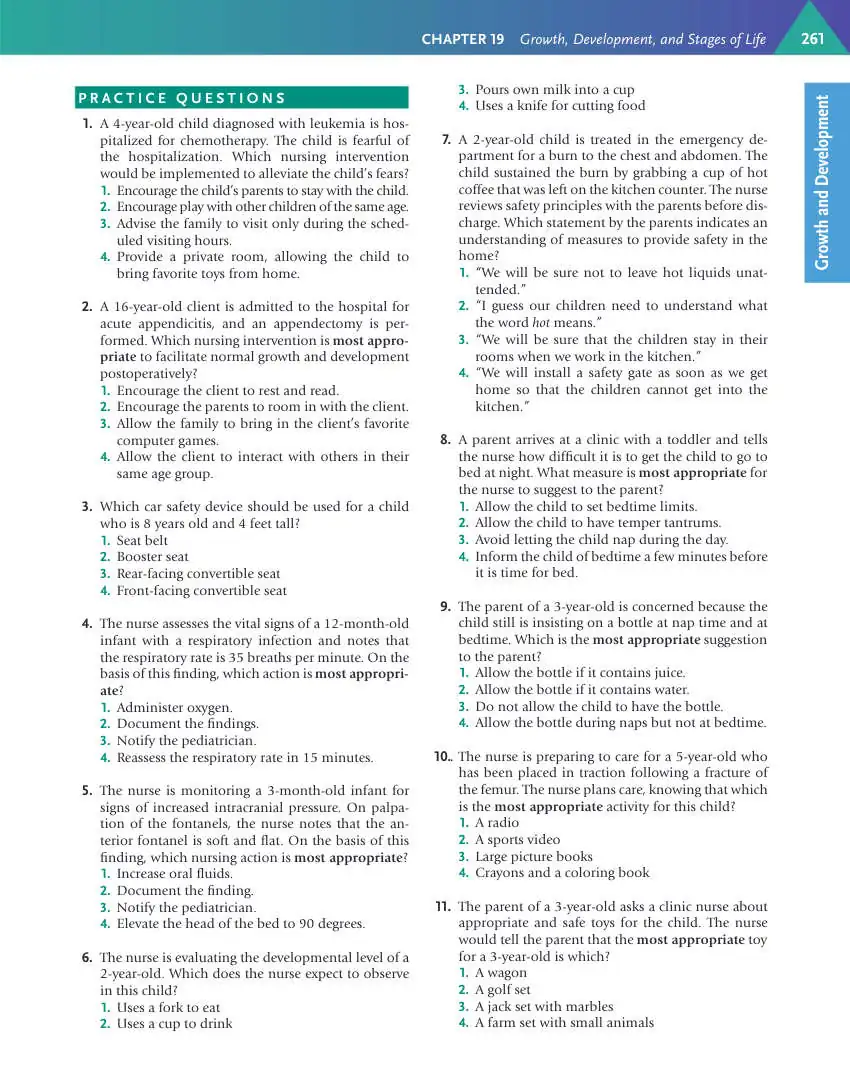 CHAPTER 19 Growth, Development, and Stages of Life 261
PRACTICE QUESTIONS
1. A 4-year-old child diagnosed with leukemia is hos-
pitalized for chemotherapy. The child is fearful of
the hospitalization. Which nursing intervention
would be implemented to alleviate the child's fears?
1. Encourage the child's parents to stay with the child.
2. Encourage play with other children of the same age.
3. Advise the family to visit only during the sched-
uled visiting hours.
4. Provide a private room, allowing the child to
bring favorite toys from home.
2. A 16-year-old client is admitted to the hospital for
acute appendicitis, and an appendectomy is per-
formed. Which nursing intervention is most appro-
priate to facilitate normal growth and development
postoperatively?
1. Encourage the client to rest and read.
2. Encourage the parents to room in with the client.
3. Allow the family to bring in the client's favorite
computer games.
4. Allow the client to interact with others in their
same age group.
3. Which car safety device should be used for a child
who is 8 years old and 4 feet tall?
1. Seat belt
2. Booster seat
3. Rear-facing convertible seat
4. Front-facing convertible seat
4. The nurse assesses the vital signs of a 12-month-old
infant with a respiratory infection and notes that
the respiratory rate is 35 breaths per minute. On the
basis of this finding, which action is most appropri-
ate?
1. Administer oxygen.
2. Document the findings.
3. Notify the pediatrician.
4. Reassess the respiratory rate in 15 minutes.
5. The nurse is monitoring a 3-month-old infant for
signs of increased intracranial pressure. On palpa-
tion of the fontanels, the nurse notes that the an-
terior fontanel is soft and flat. On the basis of this
finding, which nursing action is most appropriate?
1. Increase oral fluids.
2. Document the finding.
3. Notify the pediatrician.
4. Elevate the head of the bed to 90 degrees.
6. The nurse is evaluating the developmental level of a
2-year-old. Which does the nurse expect to observe
in this child?
1. Uses a fork to eat
2. Uses a cup to drink
3. Pours own milk into a cup
4. Uses a knife for cutting food
7. A 2-year-old child is treated in the emergency de-
partment for a burn to the chest and abdomen. The
child sustained the burn by grabbing a cup of hot
coffee that was left on the kitchen counter. The nurse
reviews safety principles with the parents before dis-
charge. Which statement by the parents indicates an
understanding of measures to provide safety in the
home?
1. "We will be sure not to leave hot liquids unat-
tended."
2. "I guess our children need to understand what
the word hot means."
3. "We will be sure that the children stay in their
rooms when we work in the kitchen."
4. "We will install a safety gate as soon as we get
home so that the children cannot get into the
kitchen."
8. A parent arrives at a clinic with a toddler and tells
the nurse how difficult it is to get the child to go to
bed at night. What measure is most appropriate for
the nurse to suggest to the parent?
1. Allow the child to set bedtime limits.
2. Allow the child to have temper tantrums.
3. Avoid letting the child nap during the day.
4. Inform the child of bedtime a few minutes before
it is time for bed.
9. The parent of a 3-year-old is concerned because the
child still is insisting on a bottle at nap time and at
bedtime. Which is the most appropriate suggestion
to the parent?
1. Allow the bottle if it contains juice.
2. Allow the bottle if it contains water.
3. Do not allow the child to have the bottle.
4. Allow the bottle during naps but not at bedtime.
10.. The nurse is preparing to care for a 5-year-old who
has been placed in traction following a fracture of
the femur. The nurse plans care, knowing that which
is the most appropriate activity for this child?
1. A radio
2. A sports video
3. Large picture books
4. Crayons and a coloring book
11. The parent of a 3-year-old asks a clinic nurse about
appropriate and safe toys for the child. The nurse
would tell the parent that the most appropriate toy
for a 3-year-old is which?
1. A wagon
2. A golf set
3. A jack set with marbles
4. A farm set with small animals
Growth and Development